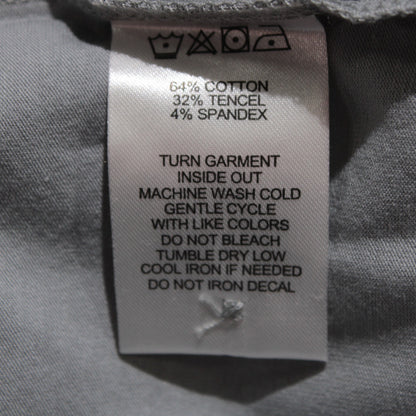 64% COTTON
32% TENCEL
4% SPANDEX
TURN GARMENT
INSIDE OUT
MACHINE WASH COLD
GENTLE CYCLE
WITH LIKE COLORS
DO NOT BLEACH
TUMBLE DRY LOW
COOL IRON IF NEEDED
DO NOT IRON DECAL